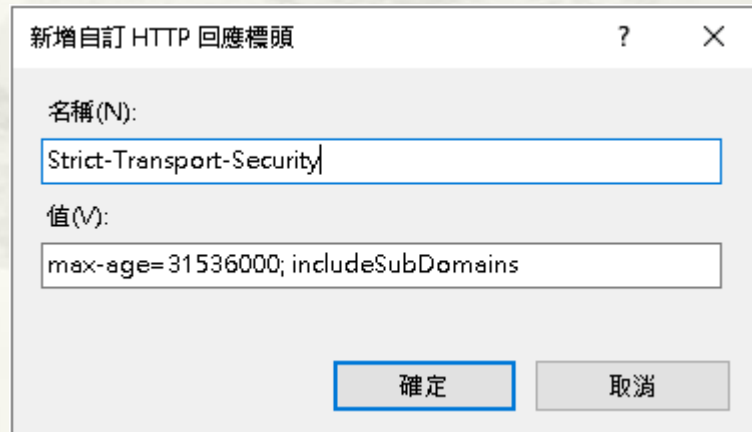 新增自訂 HTTP 回應標頭 ? ×
名稱(N):
Strict-Transport-Security
值(V):
max-age=31536000; includeSubDomains
確定 取消